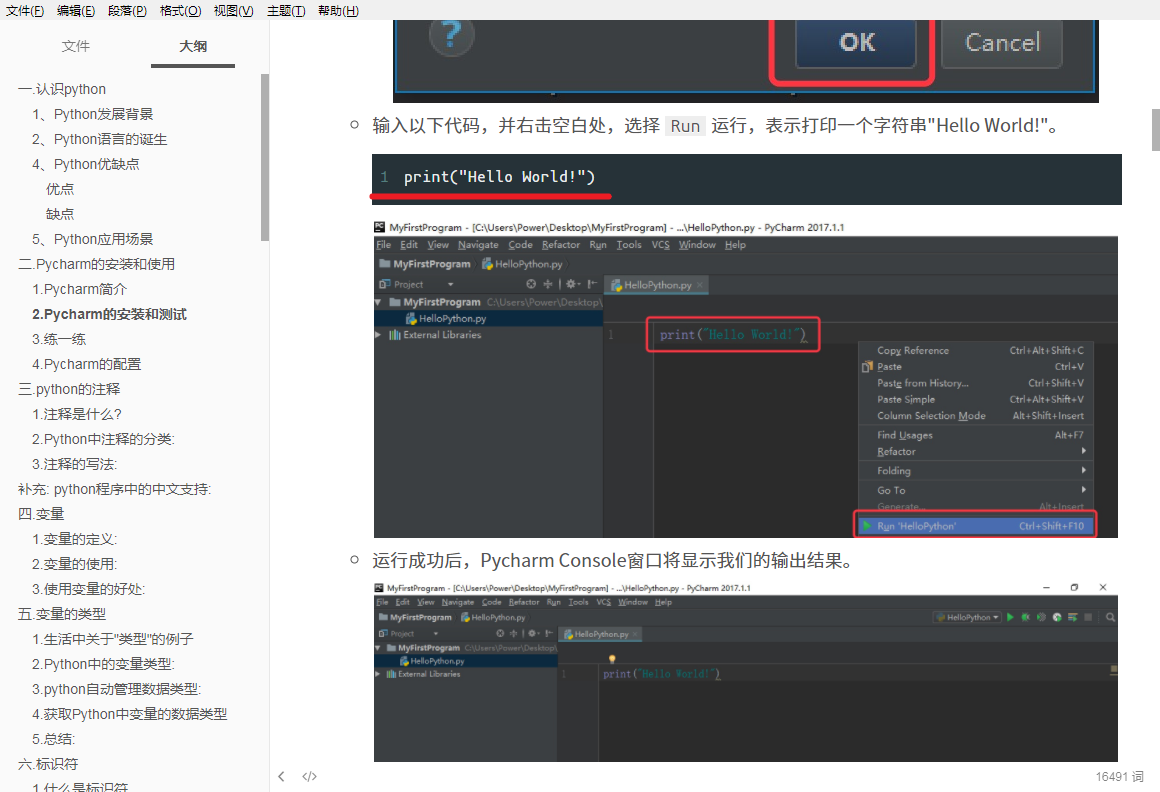 文件(F) 编辑(E) 段落(P) 格式(O) 视图(V) 主题(T) 帮助(H)
文件 大纲
一.认识python
1、Python发展背景
2、Python语言的诞生
4、Python优缺点
优点
缺点
5、Python应用场景
二.Pycharm的安装和使用
1.Pycharm简介
2.Pycharm的安装和测试
3.练一练
4.Pycharm的配置
三.python的注释
1.注释是什么?
2.Python中注释的分类:
3.注释的写法:
补充: python程序中的中文支持:
四.变量
1.变量的定义:
2.变量的使用:
3.使用变量的好处:
五.变量的类型
1.生活中关于"类型"的例子
2.Python中的变量类型:
3.python自动管理数据类型:
4.获取Python中变量的数据类型
5.总结:
六.标识符
1.什么是标识符
? OK Cancel
输入以下代码，并右击空白处，选择 Run 运行，表示打印一个字符串"Hello World!"。
1 print("Hello World!")
PC MyFirstProgram - [C:\Users\Power\Desktop\MyFirstProgram] - ...\HelloPython.py - PyCharm 2017.1.1
File Edit View Navigate Code Refactor Run Tools VCS Window Help
MyFirstProgram HelloPython.py
Project HelloPython.py ×
MyFirstProgram C:\Users\Power\Desktop\
HelloPython.py
External Libraries
1 print("Hello World!")
Copy Reference Ctrl+Alt+Shift+C
Paste Ctrl+V
Paste from History... Ctrl+Shift+V
Paste Simple Ctrl+Alt+Shift+V
Column Selection Mode Alt+Shift+Insert
Find Usages Alt+F7
Refactor
Folding
Go To
Generate... Alt+Insert
Run 'HelloPython' Ctrl+Shift+F10
运行成功后，Pycharm Console窗口将显示我们的输出结果。
PC MyFirstProgram - [C:\Users\Power\Desktop\MyFirstProgram] - ...\HelloPython.py - PyCharm 2017.1.1
File Edit View Navigate Code Refactor Run Tools VCS Window Help
MyFirstProgram HelloPython.py HelloPython
Project HelloPython.py ×
MyFirstProgram C:\Users\Power\Desktop\
HelloPython.py
External Libraries
1 print("Hello World!")
16491 词